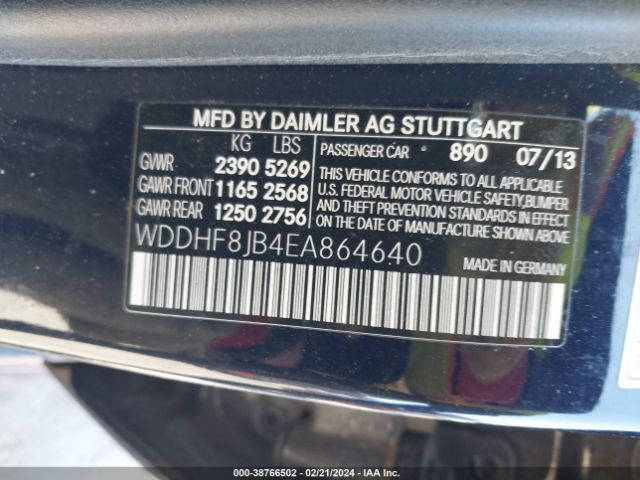 MFD BY DAIMLER AG STUTTGART
KG LBS
GVWR 2390 5269
GAWR FRONT 1165 2568
GAWR REAR 1250 2756
PASSENGER CAR 890 07/13
THIS VEHICLE CONFORMS TO ALL APPLICABLE
U.S. FEDERAL MOTOR VEHICLE SAFETY,BUMPER
AND THEFT PREVENTION STANDARDS IN EFFECT
ON DATE OF MANUFACTURE SHOWN ABOVE
WDDHF8JB4EA864640
MADE IN GERMANY
000-38766502 - 02/21/2024 - IAA Inc.